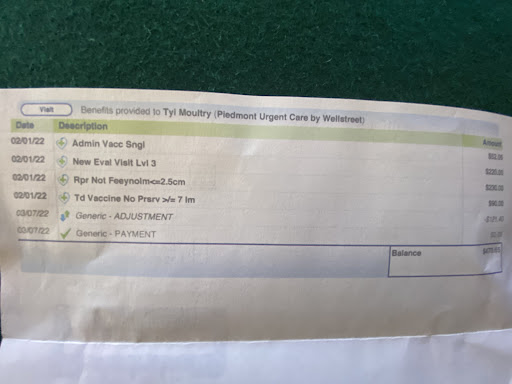 Visit Benefits provided to Tyl Moultry (Piedmont Urgent Care by Wellstreet)
Date Description Amount
02/01/22 Admin Vacc Sngl
02/01/22 New Eval Visit Lvl 3
02/01/22 Rpr Not Feeynolm<=2.5cm
02/01/22 Td Vaccine No Prsrv >/= 7 Im
03/07/22 Generic - ADJUSTMENT
03/07/22 Generic - PAYMENT
Balance